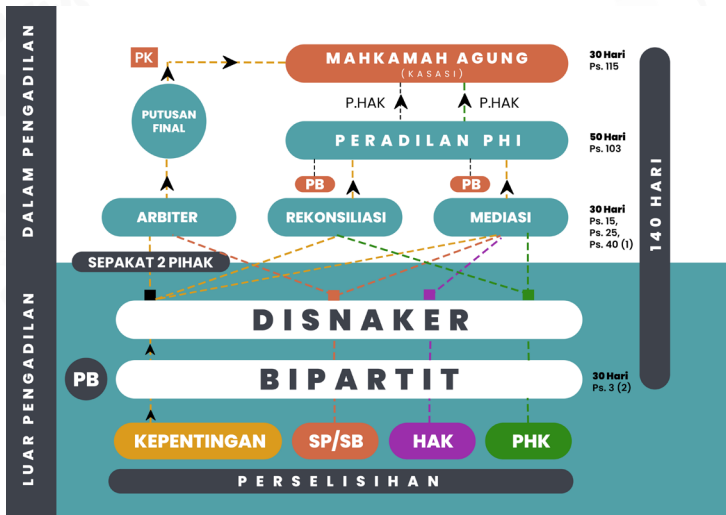 DALAM PENGADILAN
PK
MAHKAMAH AGUNG
(KASASI)
30 Hari
Ps. 115
P.HAK
P.HAK
PUTUSAN
FINAL
PERADILAN PHI
50 Hari
Ps. 103
PB
PB
ARBITER
REKONSILIASI
MEDIASI
30 Hari
Ps. 15,
Ps. 25,
Ps. 40 (1)
140 HARI
SEPAKAT 2 PIHAK
LUAR PENGADILAN
DISNAKER
PB
BIPARTIT
30 Hari
Ps. 3 (2)
KEPENTINGAN
SP/SB
HAK
PHK
PERSELISIHAN